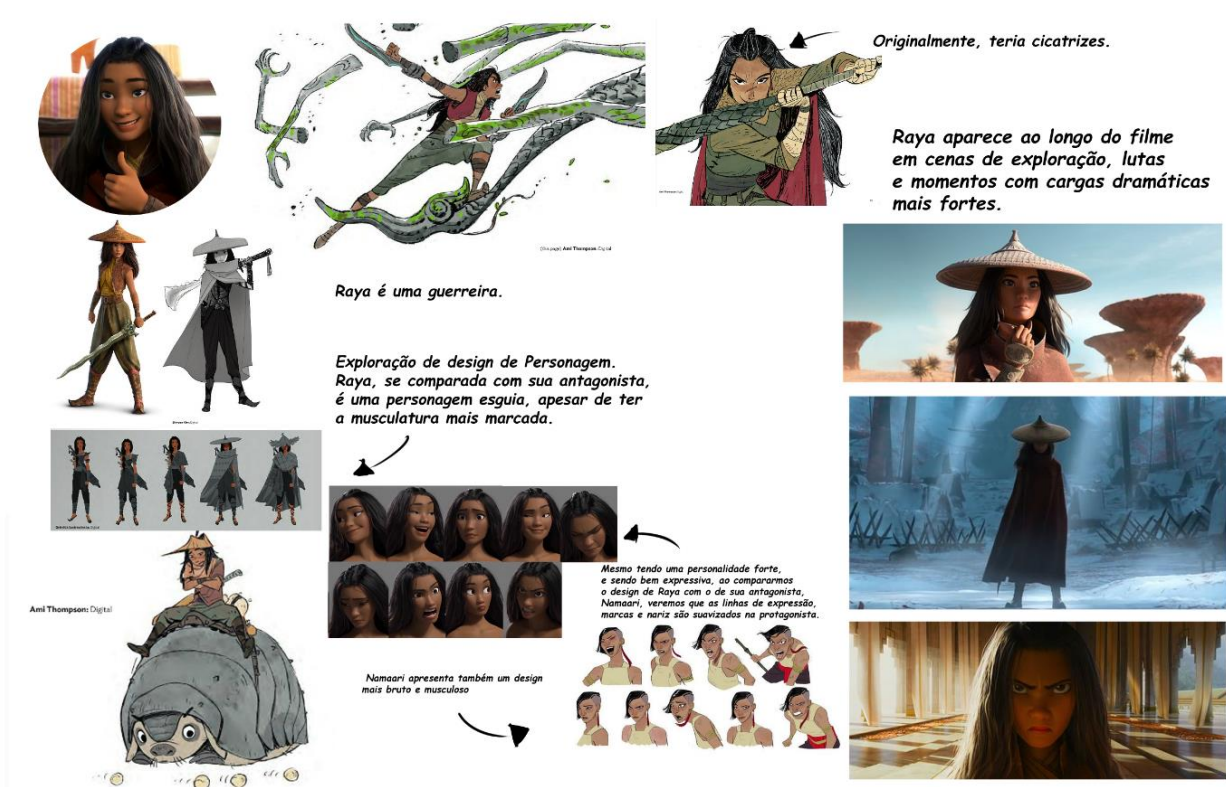 Originalmente, teria cicatrizes.
Raya aparece ao longo do filme
em cenas de exploração, lutas
e momentos com cargas dramáticas
mais fortes.
Ami Thompson Digital
Raya é uma guerreira.
Exploração de design de Personagem.
Raya, se comparada com sua antagonista,
é uma personagem esguia, apesar de ter
a musculatura mais marcada.
Mesmo tendo uma personalidade forte,
e sendo bem expressiva, ao compararmos
o design de Raya com o de sua antagonista,
Namaari, veremos que as linhas de expressão,
marcas e nariz são suavizados na protagonista.
Ami Thompson: Digital
Namaari apresenta também um design
mais bruto e musculoso